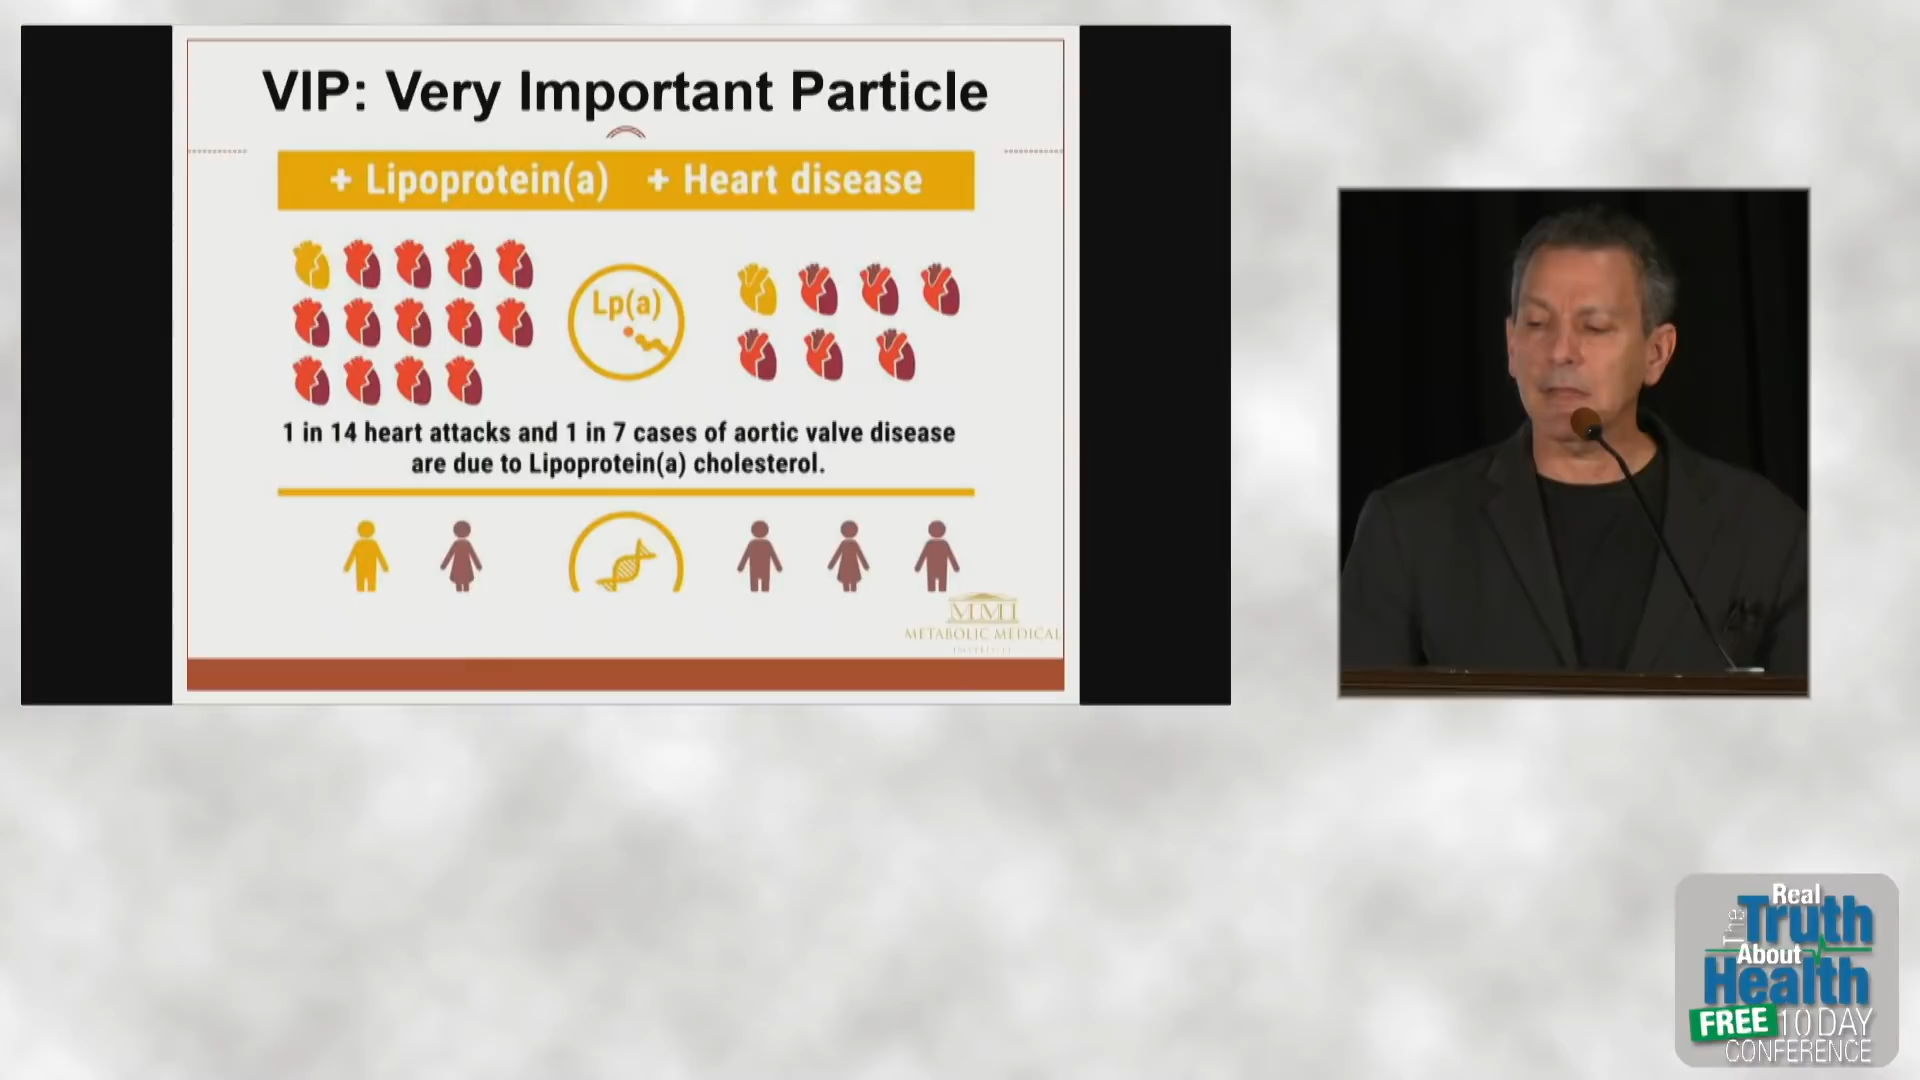 VIP: Very Important Particle
+ Lipoprotein(a) + Heart disease
Lp(a)
1 in 14 heart attacks and 1 in 7 cases of aortic valve disease
are due to Lipoprotein(a) cholesterol.
MMI
METABOLIC MEDICAL
INSTITUTE
The Real
Truth
About
Health
FREE 10 DAY
CONFERENCE